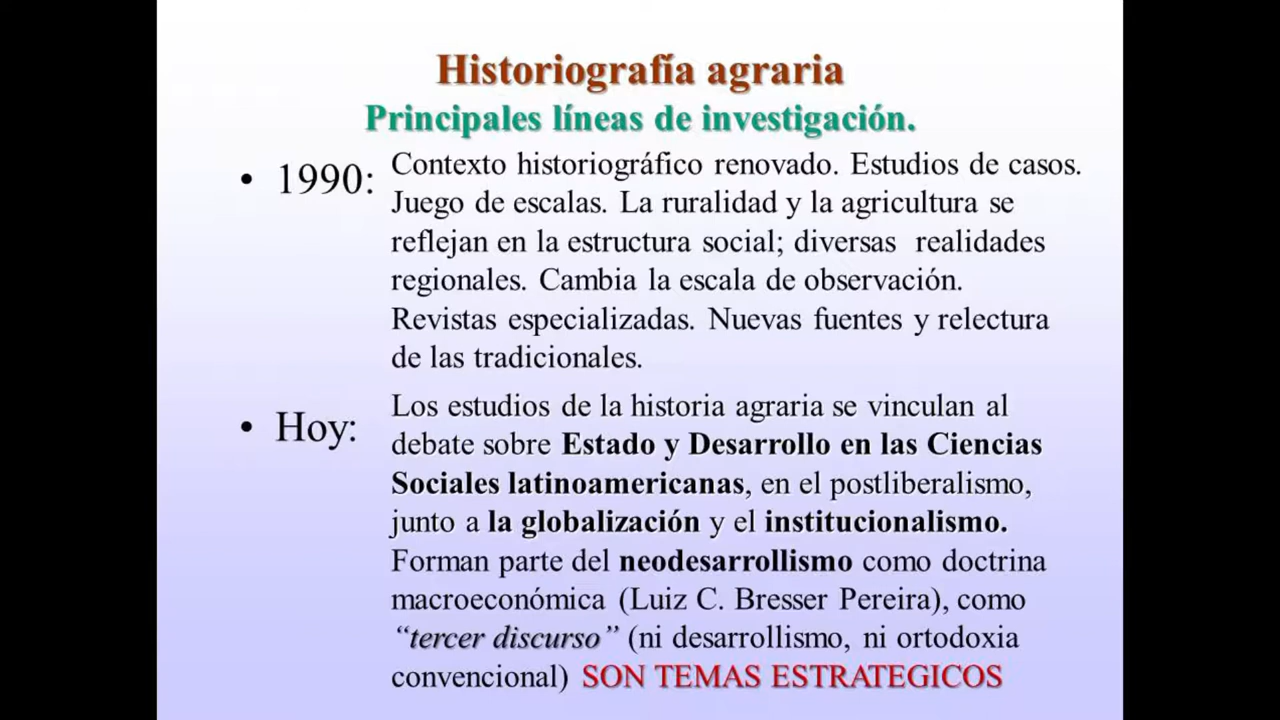 Historiografía agraria
Principales líneas de investigación.
• 1990:
Contexto historiográfico renovado. Estudios de casos.
Juego de escalas. La ruralidad y la agricultura se
reflejan en la estructura social; diversas realidades
regionales. Cambia la escala de observación.
Revistas especializadas. Nuevas fuentes y relectura
de las tradicionales.
• Hoy:
Los estudios de la historia agraria se vinculan al
debate sobre Estado y Desarrollo en las Ciencias
Sociales latinoamericanas, en el postliberalismo,
junto a la globalización y el institucionalismo.
Forman parte del neodesarrollismo como doctrina
macroeconómica (Luiz C. Bresser Pereira), como
“tercer discurso” (ni desarrollismo, ni ortodoxia
convencional) SON TEMAS ESTRATEGICOS